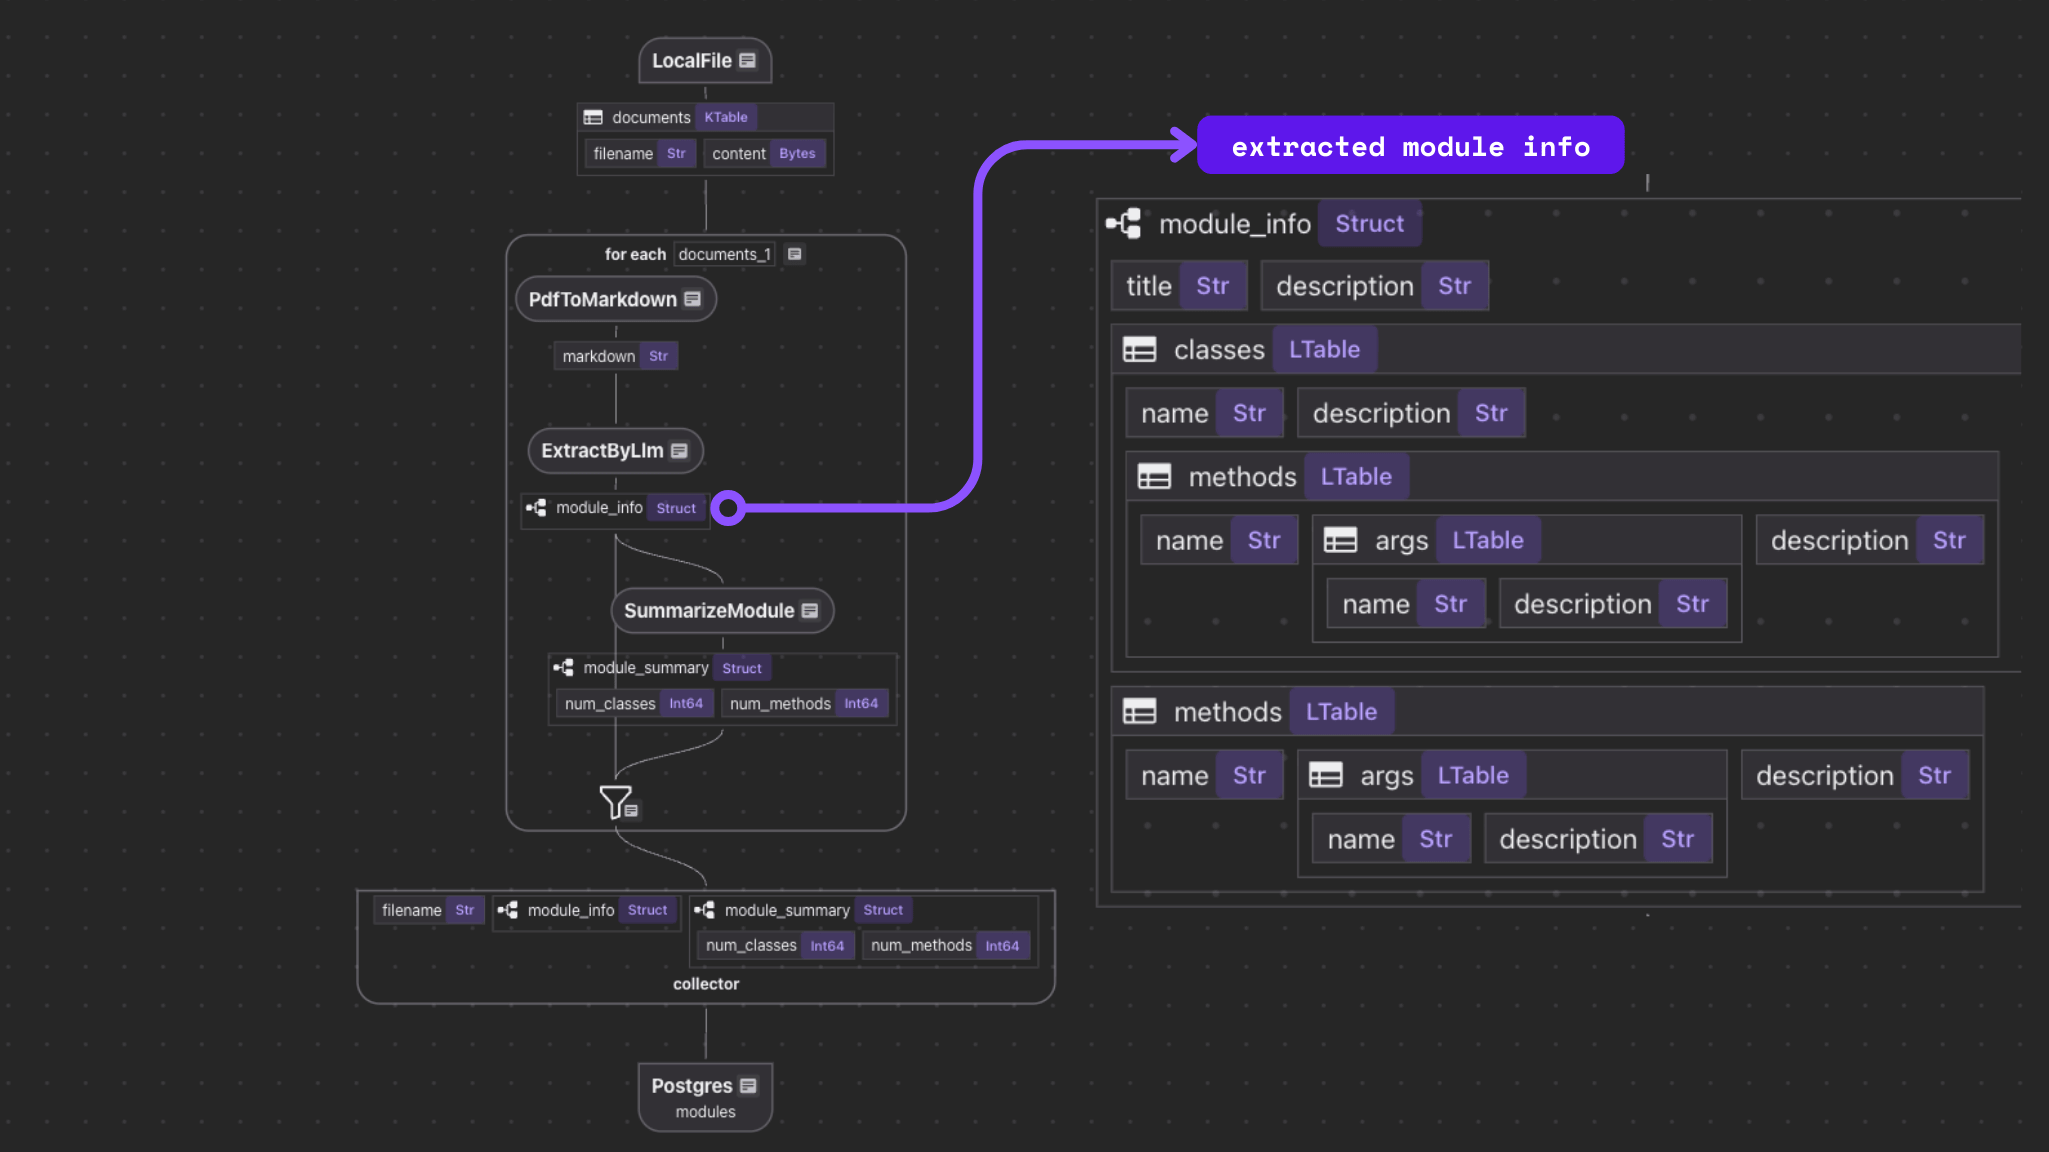 LocalFile
documents KTable
filename Str content Bytes
for each documents_1
PdfToMarkdown
markdown Str
ExtractByLlm
module_info Struct
SummarizeModule
module_summary Struct
num_classes Int64 num_methods Int64
filename Str module_info Struct module_summary Struct
num_classes Int64 num_methods Int64
collector
Postgres
modules
extracted module info
module_info Struct
title Str description Str
classes LTable
name Str description Str
methods LTable
name Str args LTable description Str
name Str description Str
methods LTable
name Str args LTable description Str
name Str description Str